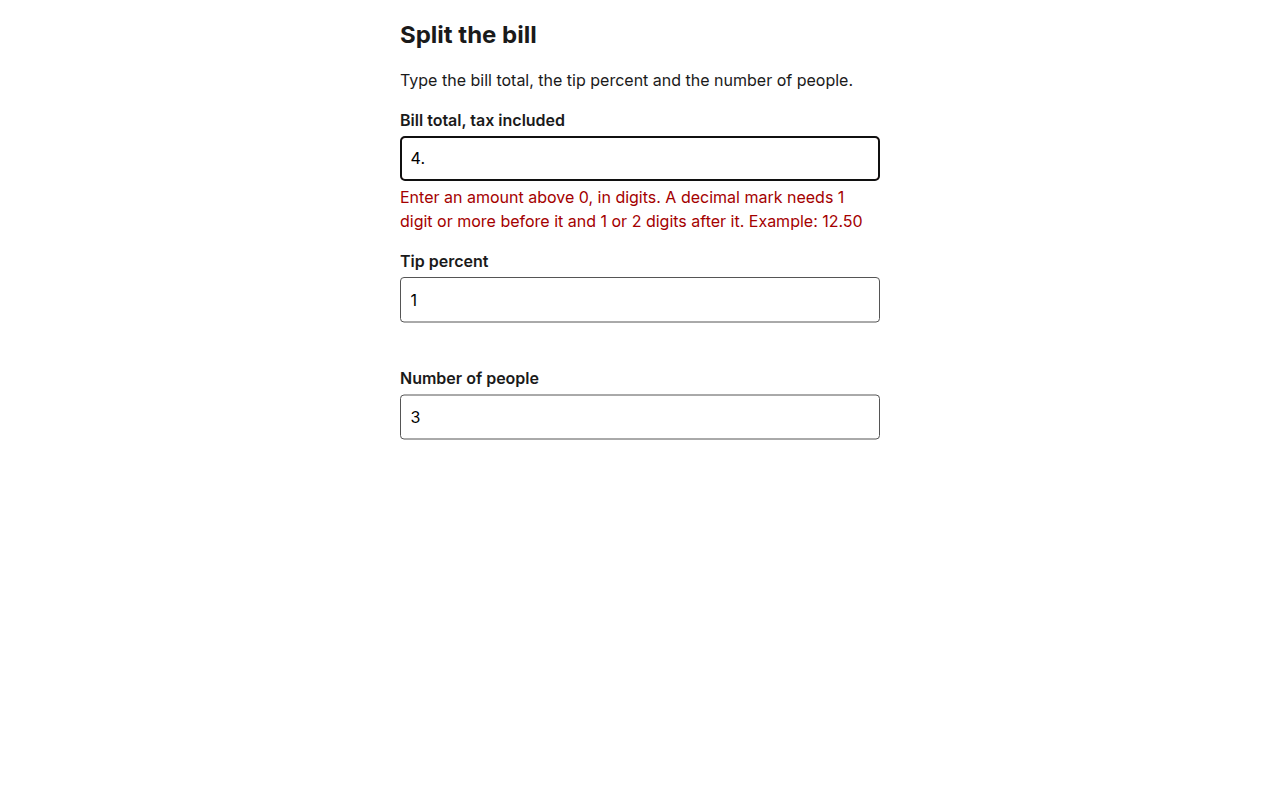 Split the bill
Type the bill total, the tip percent and the number of people.
Bill total, tax included
4.
Enter an amount above 0, in digits. A decimal mark needs 1
digit or more before it and 1 or 2 digits after it. Example: 12.50
Tip percent
1
Number of people
3